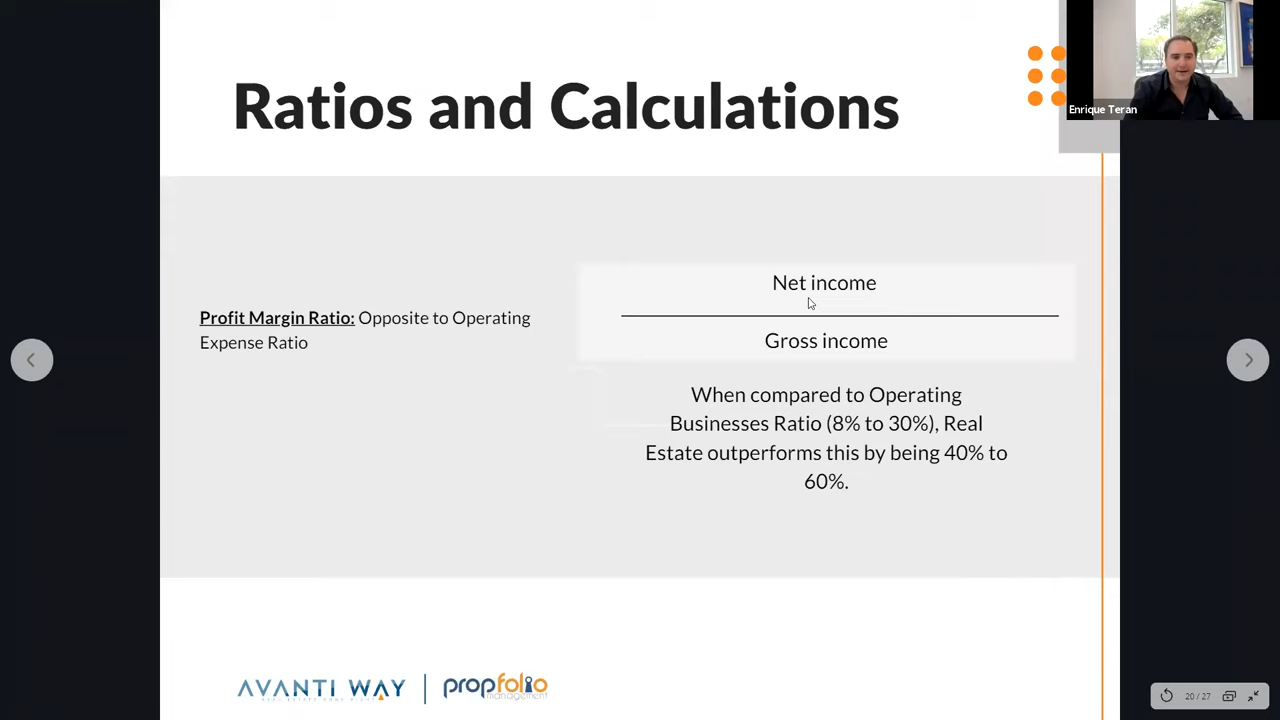 Ratios and Calculations
Enrique Teran
Profit Margin Ratio: Opposite to Operating
Expense Ratio
Net income
Gross income
When compared to Operating
Businesses Ratio (8% to 30%), Real
Estate outperforms this by being 40% to
60%.
AVANTI WAY
propfolio
management
20 / 27